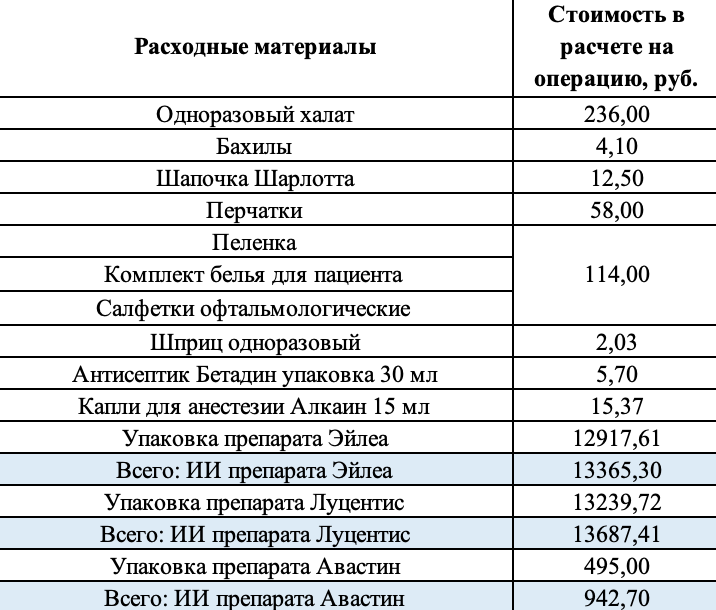 Расходные материалы
Стоимость в
расчете на
операцию, руб.
Одноразовый халат 236,00
Бахилы 4,10
Шапочка Шарлотта 12,50
Перчатки 58,00
Пеленка
Комплект белья для пациента 114,00
Салфетки офтальмологические
Шприц одноразовый 2,03
Антисептик Бетадин упаковка 30 мл 5,70
Капли для анестезии Алкаин 15 мл 15,37
Упаковка препарата Эйлеа 12917,61
Всего: ИИ препарата Эйлеа 13365,30
Упаковка препарата Луцентис 13239,72
Всего: ИИ препарата Луцентис 13687,41
Упаковка препарата Авастин 495,00
Всего: ИИ препарата Авастин 942,70